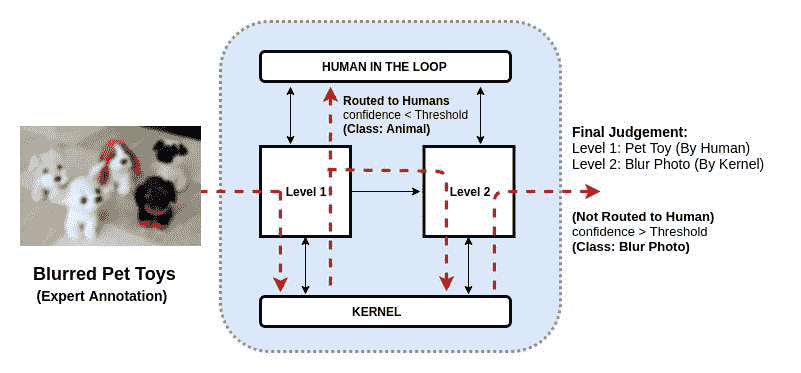 HUMAN IN THE LOOP
Routed to Humans
confidence < Threshold
(Class: Animal)
Level 1
Level 2
KERNEL
Blurred Pet Toys
(Expert Annotation)
Final Judgement:
Level 1: Pet Toy (By Human)
Level 2: Blur Photo (By Kernel)
(Not Routed to Human)
confidence > Threshold
(Class: Blur Photo)